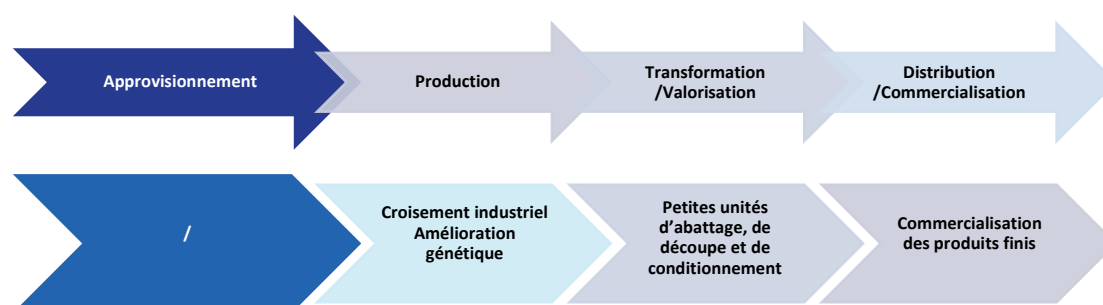 Approvisionnement
Production
Transformation
/Valorisation
Distribution
/Commercialisation
/
Croisement industriel
Amélioration
génétique
Petites unités
d’abattage, de
découpe et de
conditionnement
Commercialisation
des produits finis